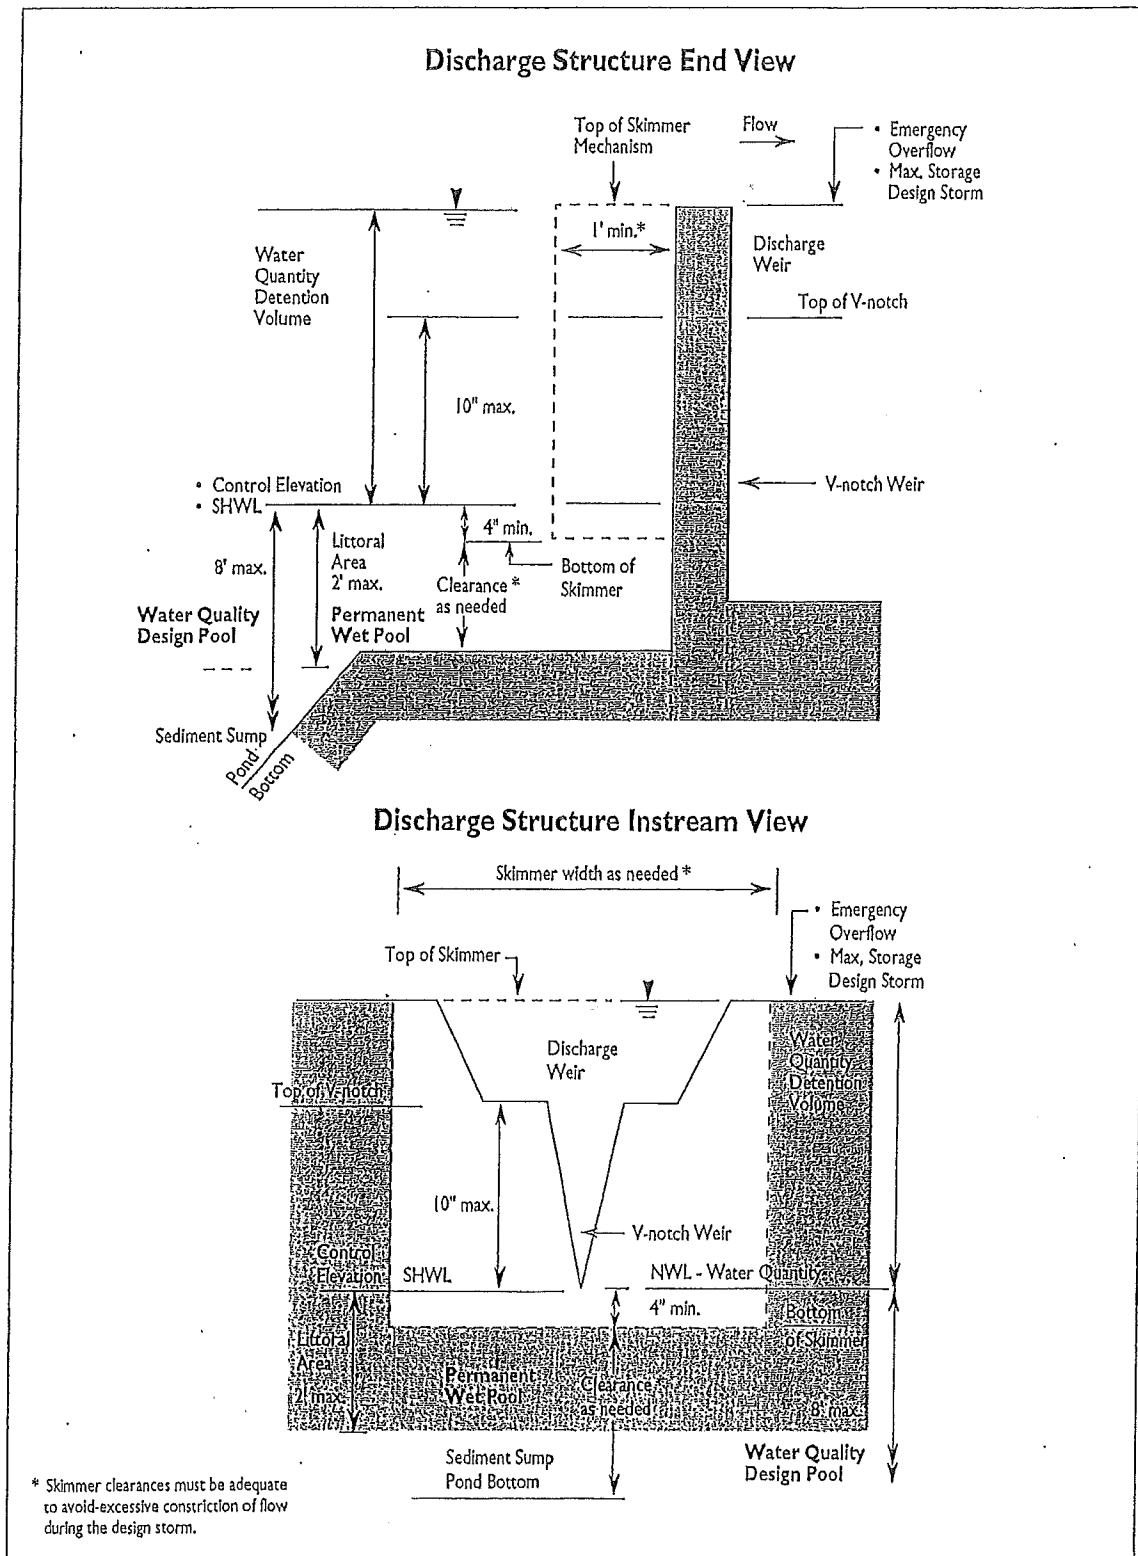 Discharge Structure End View
Top of Skimmer
Mechanism
Flow
• Emergency
Overflow
• Max. Storage
Design Storm
1' min.*
Water
Quantity
Detention
Volume
Discharge
Weir
Top of V-notch
10" max.
• Control Elevation
• SHWL
V-notch Weir
4" min.
8' max.
Littoral
Area
2' max.
Clearance *
as needed
Bottom of
Skimmer
Water Quality
Design Pool
Permanent
Wet Pool
Sediment Sump
Pond
Bottom
Discharge Structure Instream View
Skimmer width as needed *
• Emergency
Overflow
• Max, Storage
Design Storm
Top of Skimmer
Discharge
Weir
Water
Quantity
Detention
Volume
Top of V-notch
10" max.
V-notch Weir
Control
Elevation
SHWL
NWL - Water Quantity
4" min.
Bottom
of Skimmer
Littoral
Area
2' max.
Permanent
Wet Pool
Clearance
as needed
8' max.
Sediment Sump
Pond Bottom
Water Quality
Design Pool
* Skimmer clearances must be adequate
to avoid-excessive constriction of flow
during the design storm.